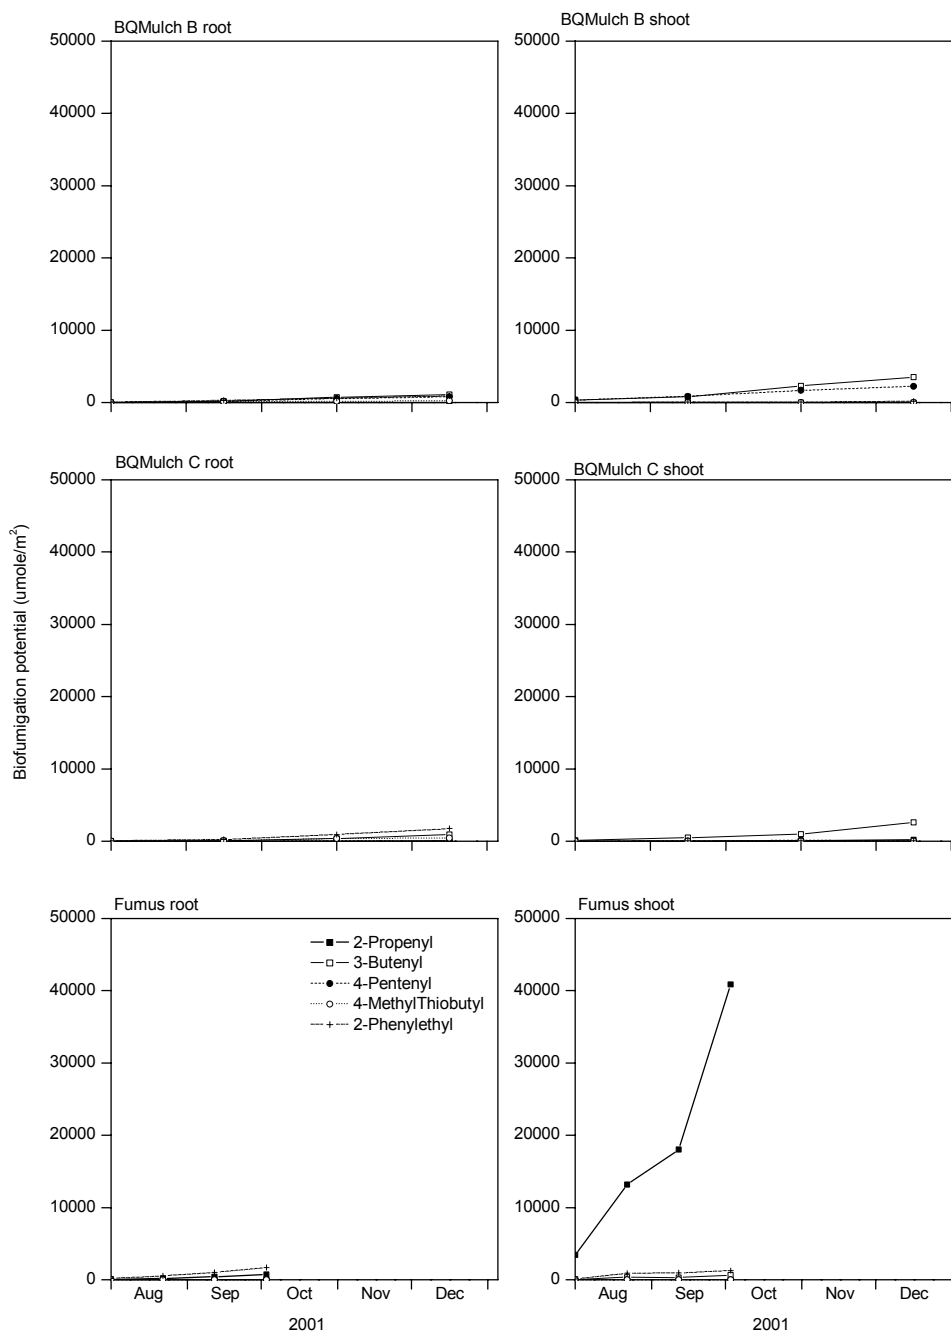 BQMulch B root
BQMulch B shoot
50000
40000
30000
20000
10000
0
50000
40000
30000
20000
10000
0
BQMulch C root
BQMulch C shoot
50000
40000
30000
20000
10000
0
50000
40000
30000
20000
10000
0
Biofumigation potential (umole/m²)
Fumus root
Fumus shoot
50000
40000
30000
20000
10000
0
2-Propenyl
3-Butenyl
4-Pentenyl
4-MethylThiobutyl
2-Phenylethyl
50000
40000
30000
20000
10000
0
Aug Sep Oct Nov Dec
Aug Sep Oct Nov Dec
2001
2001